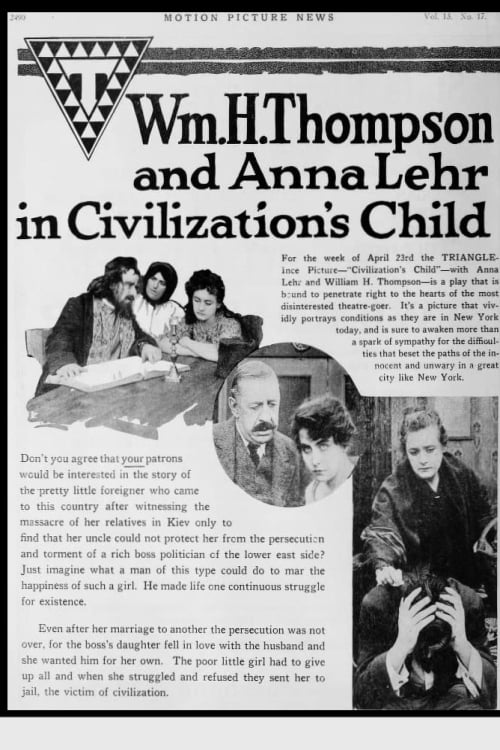 2490
MOTION PICTURE NEWS
Vol. 13. No. 17.
T
Wm.H.Thompson
and Anna Lehr
in Civilization's Child
For the week of April 23rd the TRIANGLE-
Ince Picture—"Civilization's Child"—with Anna
Lehr and William H. Thompson—is a play that is
bound to penetrate right to the hearts of the most
disinterested theatre-goer. It's a picture that viv-
idly portrays conditions as they are in New York
today, and is sure to awaken more than
a spark of sympathy for the difficul-
ties that beset the paths of the in-
nocent and unwary in a great
city like New York.
Don't you agree that your patrons
would be interested in the story of
the pretty little foreigner who came
to this country after witnessing the
massacre of her relatives in Kiev only to
find that her uncle could not protect her from the persecution
and torment of a rich boss politician of the lower east side?
Just imagine what a man of this type could do to mar the
happiness of such a girl. He made life one continuous struggle
for existence.
Even after her marriage to another the persecution was not
over, for the boss's daughter fell in love with the husband and
she wanted him for her own. The poor little girl had to give
up all and when she struggled and refused they sent her to
jail, the victim of civilization.